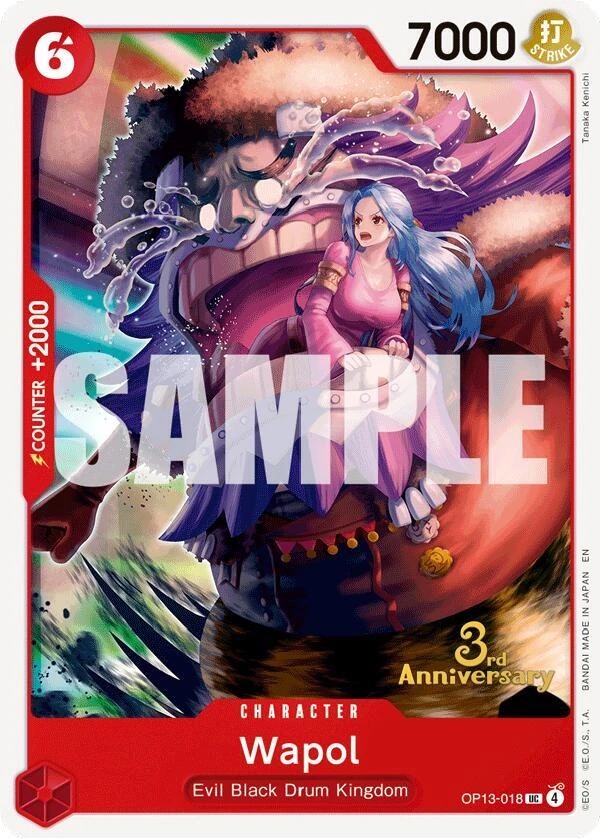 6
7000
打
STRIKE
Tanaka Kenichi
COUNTER +2000
SAMPLE
BANDAI MADE IN JAPAN EN
©E.O./S., T.A.
©EO/S
3rd
Anniversary
CHARACTER
Wapol
Evil Black Drum Kingdom
OP13-018 UC 4